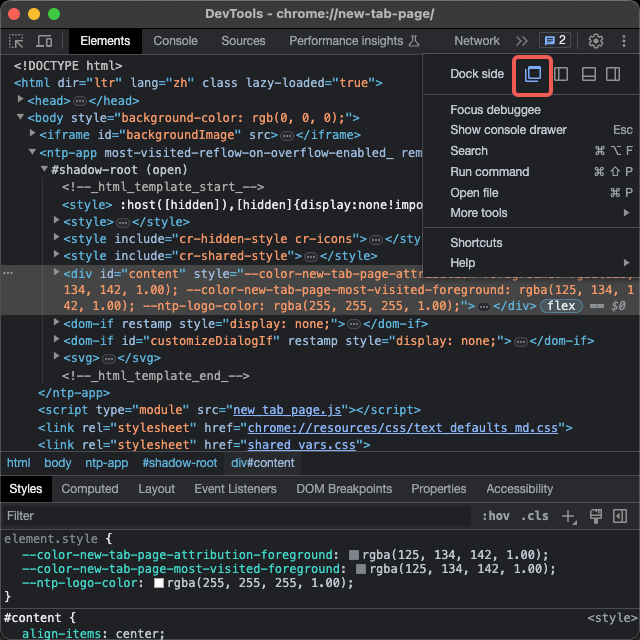 DevTools - chrome://new-tab-page/
Elements Console Sources Performance insights Network 2
Dock side
Focus debuggee
Show console drawer Esc
Search ⌘ ⌥ F
Run command ⌘ ⇧ P
Open file ⌘ P
More tools
Shortcuts
Help
<!DOCTYPE html>
<html dir="ltr" lang="zh" class lazy-loaded="true">
<head>…</head>
<body style="background-color: rgb(0, 0, 0);">
<iframe id="backgroundImage" src>…</iframe>
<ntp-app most-visited-reflow-on-overflow-enabled_ rem
#shadow-root (open)
<!--_html_template_start_-->
<style> :host([hidden]),[hidden]{display:none!impo
<style>…</style>
<style include="cr-hidden-style cr-icons">…</sty
<style include="cr-shared-style">…</style>
<div id="content" style="--color-new-tab-page-attribution-foreground: rgba(125,
134, 142, 1.00); --color-new-tab-page-most-visited-foreground: rgba(125, 134, 1
42, 1.00); --ntp-logo-color: rgba(255, 255, 255, 1.00);">…</div> flex == $0
<dom-if restamp style="display: none;">…</dom-if>
<dom-if id="customizeDialogIf" restamp style="display: none;">…</dom-if>
<svg>…</svg>
<!--_html_template_end_-->
</ntp-app>
<script type="module" src="new_tab_page.js"></script>
<link rel="stylesheet" href="chrome://resources/css/text_defaults_md.css">
<link rel="stylesheet" href="shared_vars.css">
html body ntp-app #shadow-root div#content
Styles Computed Layout Event Listeners DOM Breakpoints Properties Accessibility
Filter :hov .cls
element.style {
--color-new-tab-page-attribution-foreground: rgba(125, 134, 142, 1.00);
--color-new-tab-page-most-visited-foreground: rgba(125, 134, 142, 1.00);
--ntp-logo-color: rgba(255, 255, 255, 1.00);
}
#content { <style>
align-items: center;